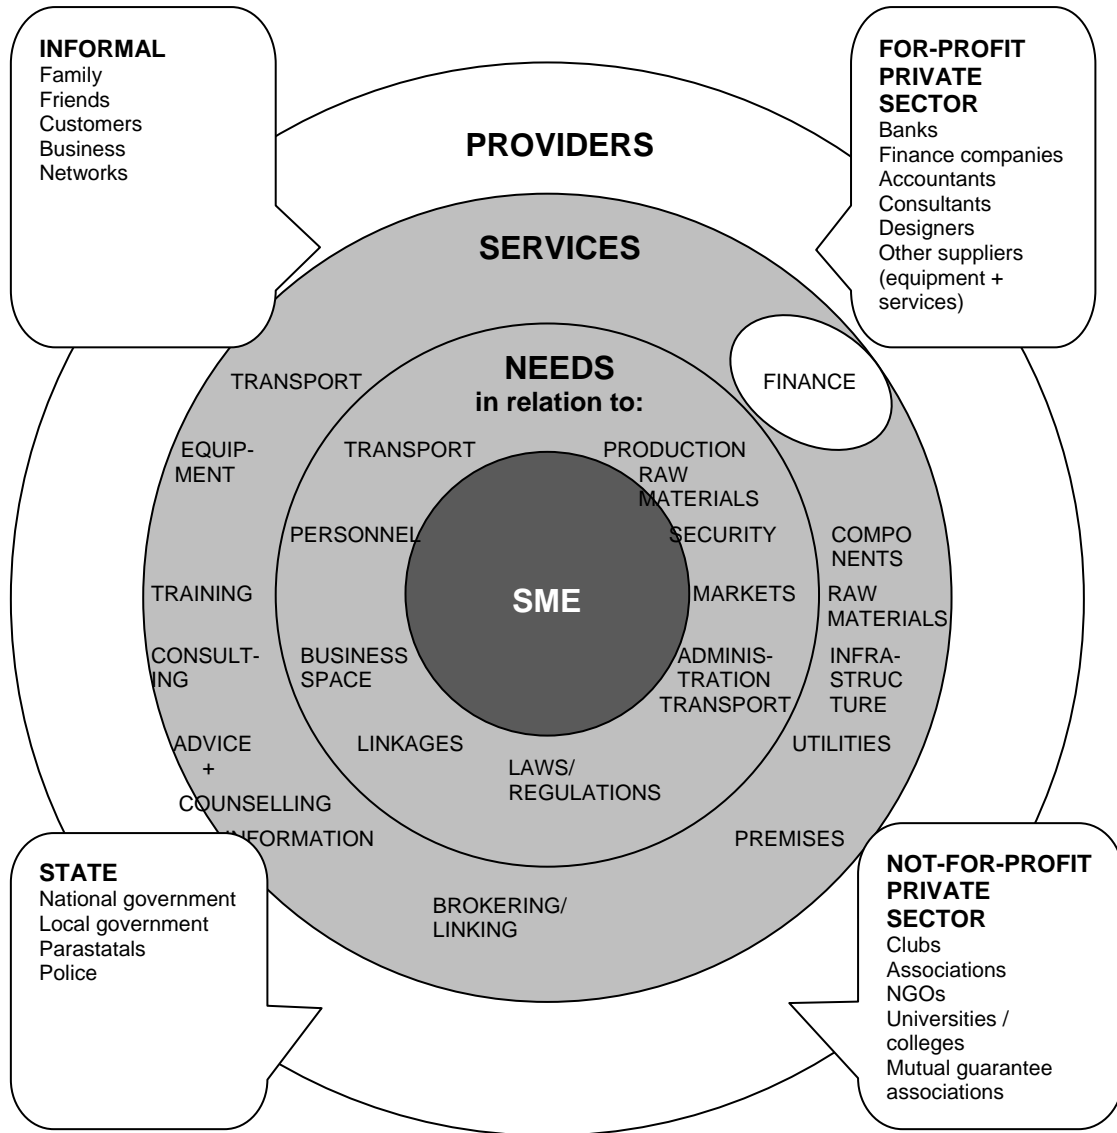 INFORMAL
Family
Friends
Customers
Business
Networks
FOR-PROFIT
PRIVATE
SECTOR
Banks
Finance companies
Accountants
Consultants
Designers
Other suppliers
(equipment +
services)
PROVIDERS
SERVICES
TRANSPORT
EQUIP-
MENT
TRAINING
CONSULT-
ING
ADVICE
+
COUNSELLING
INFORMATION
BROKERING/
LINKING
FINANCE
COMPO
NENTS
RAW
MATERIALS
INFRA-
STRUC
TURE
UTILITIES
PREMISES
NEEDS
in relation to:
TRANSPORT
PERSONNEL
BUSINESS
SPACE
LINKAGES
LAWS/
REGULATIONS
PRODUCTION
RAW
MATERIALS
SECURITY
MARKETS
ADMINIS-
TRATION
TRANSPORT
SME
STATE
National government
Local government
Parastatals
Police
NOT-FOR-PROFIT
PRIVATE
SECTOR
Clubs
Associations
NGOs
Universities /
colleges
Mutual guarantee
associations